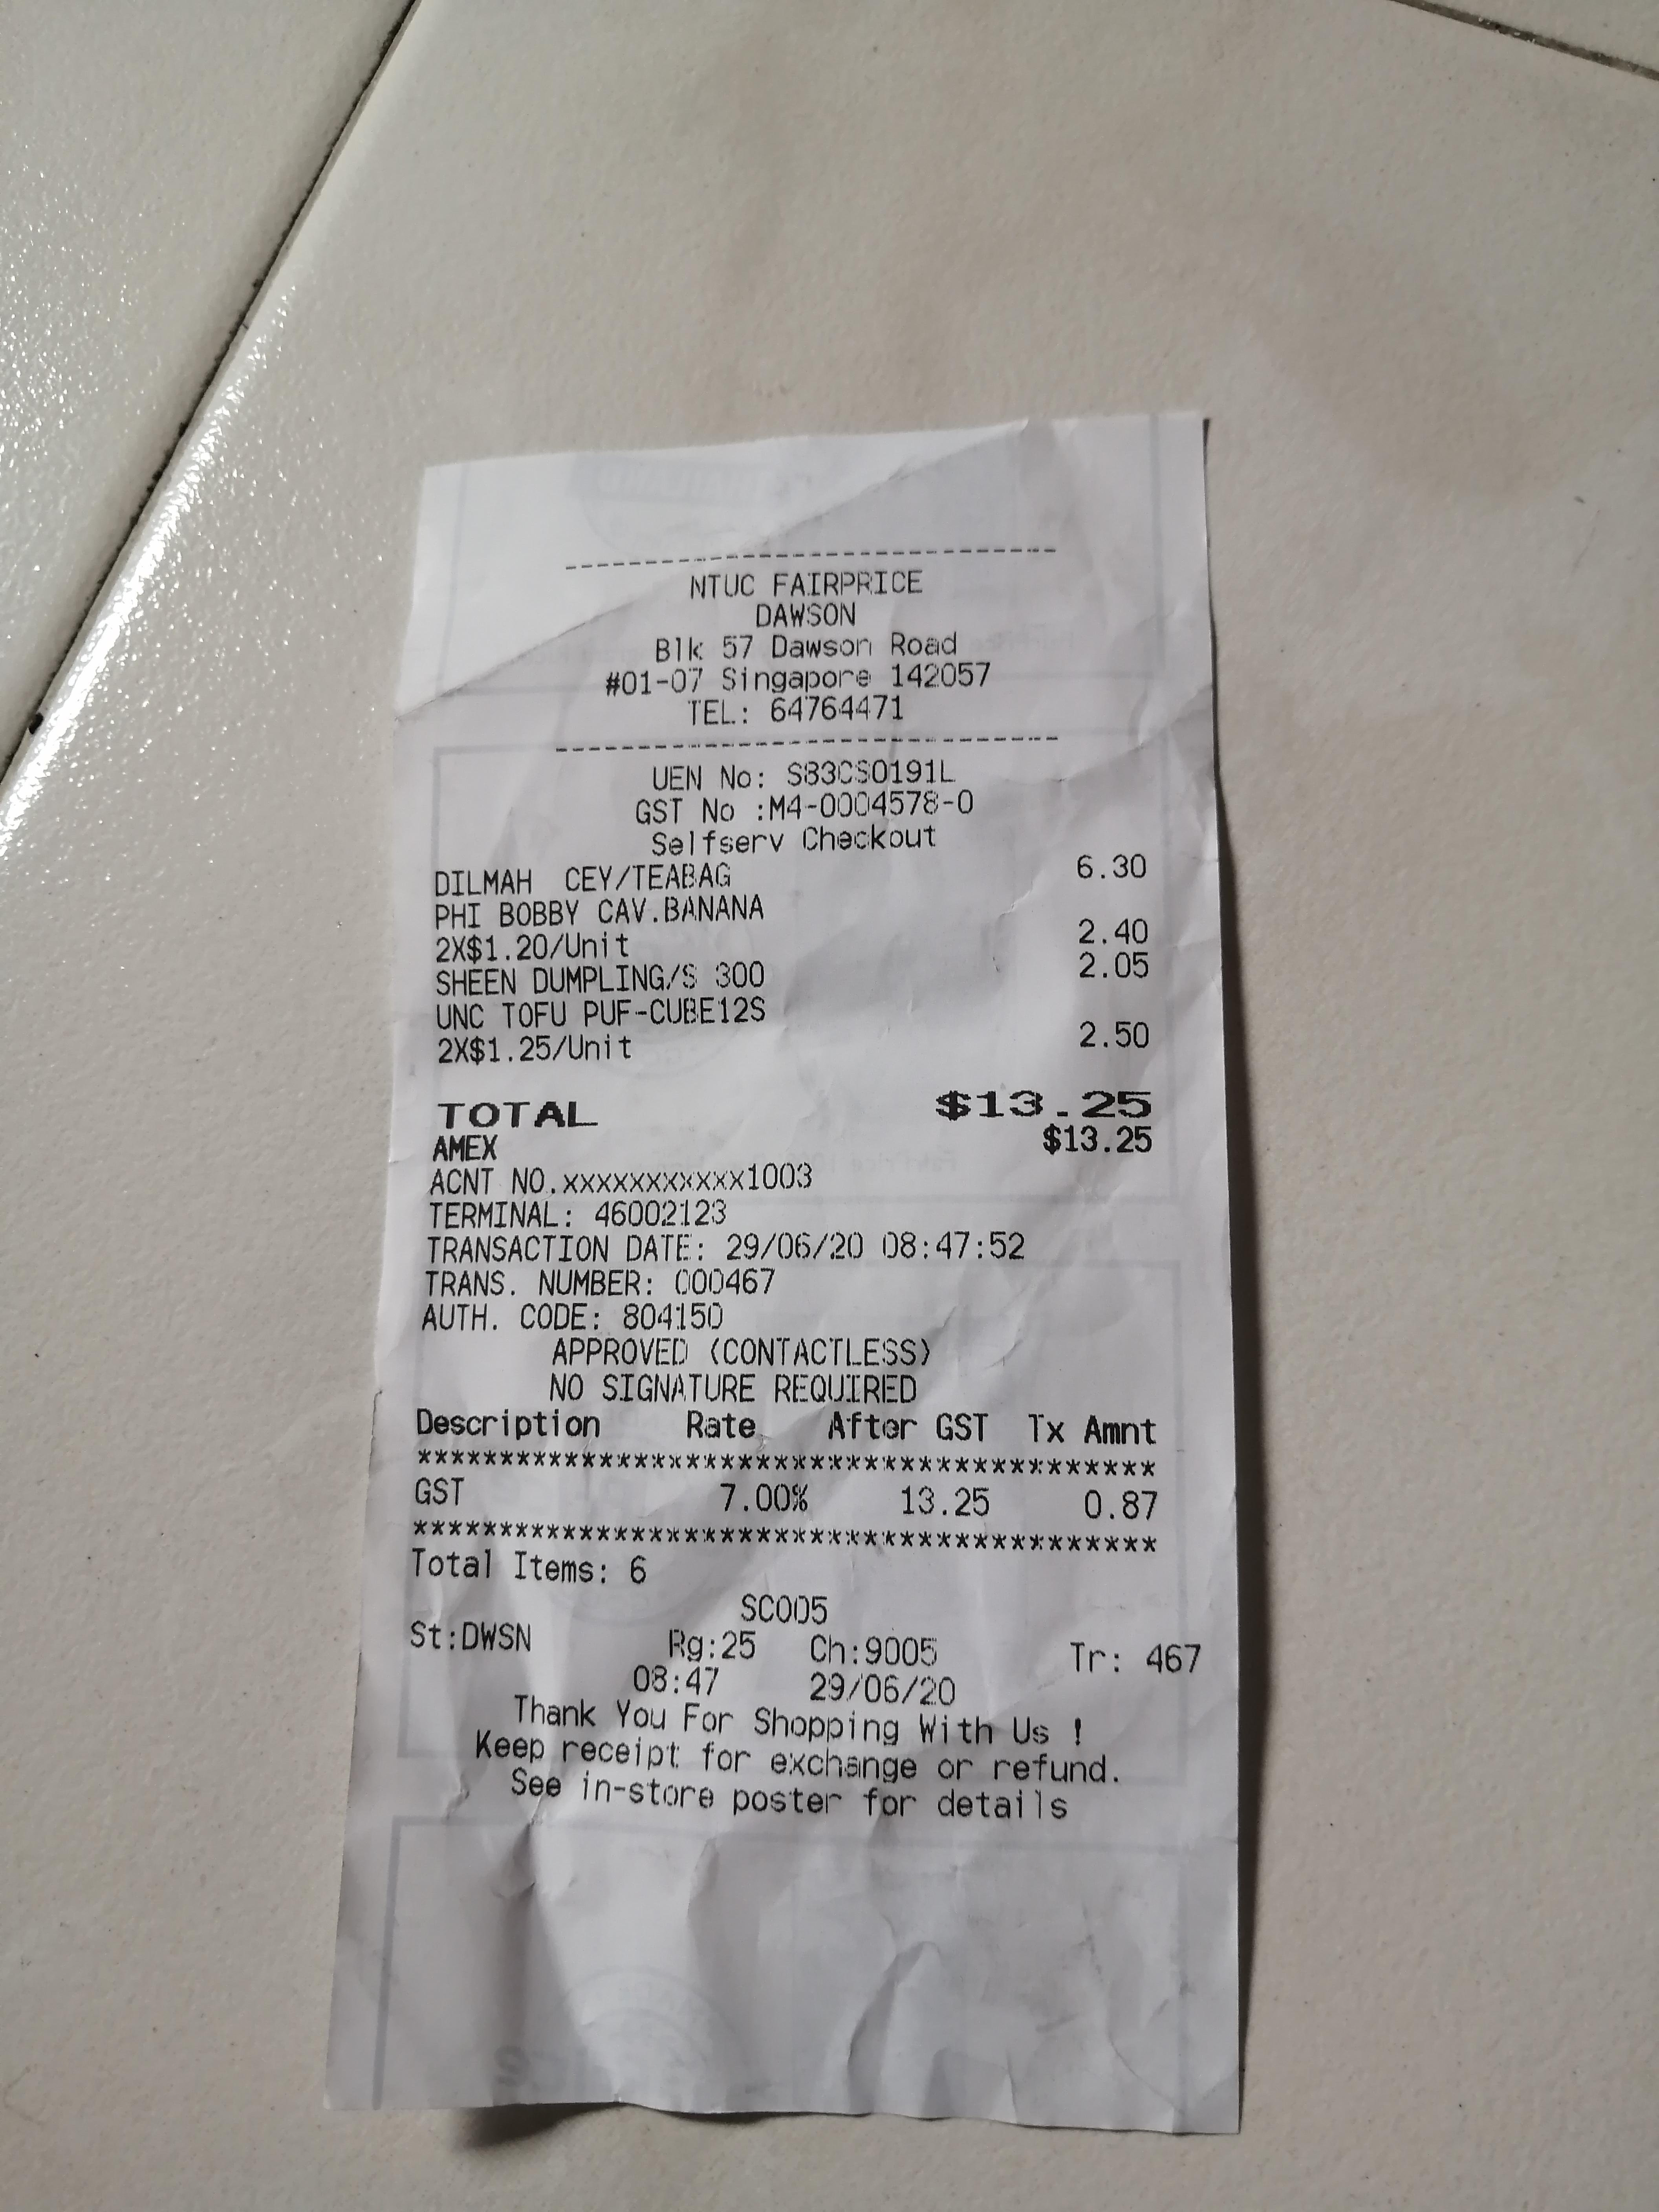 --------------------------------
NTUC FAIRPRICE
DAWSON
Blk 57 Dawson Road
#01-07 Singapore 142057
TEL: 64764471
--------------------------------
UEN No: S83CS0191L
GST No :M4-0004578-0
Selfserv Checkout
DILMAH CEY/TEABAG 6.30
PHI BOBBY CAV.BANANA
2X$1.20/Unit 2.40
SHEEN DUMPLING/S 300 2.05
UNC TOFU PUF-CUBE12S
2X$1.25/Unit 2.50
TOTAL $13.25
AMEX $13.25
ACNT NO.xxxxxxxxxxx1003
TERMINAL: 46002123
TRANSACTION DATE: 29/06/20 08:47:52
TRANS. NUMBER: 000467
AUTH. CODE: 804150
APPROVED (CONTACTLESS)
NO SIGNATURE REQUIRED
Description Rate After GST Tx Amnt
*******************************************
GST 7.00% 13.25 0.87
*******************************************
Total Items: 6
SC005
St:DWSN Rg:25 Ch:9005 Tr: 467
08:47 29/06/20
Thank You For Shopping With Us !
Keep receipt for exchange or refund.
See in-store poster for details